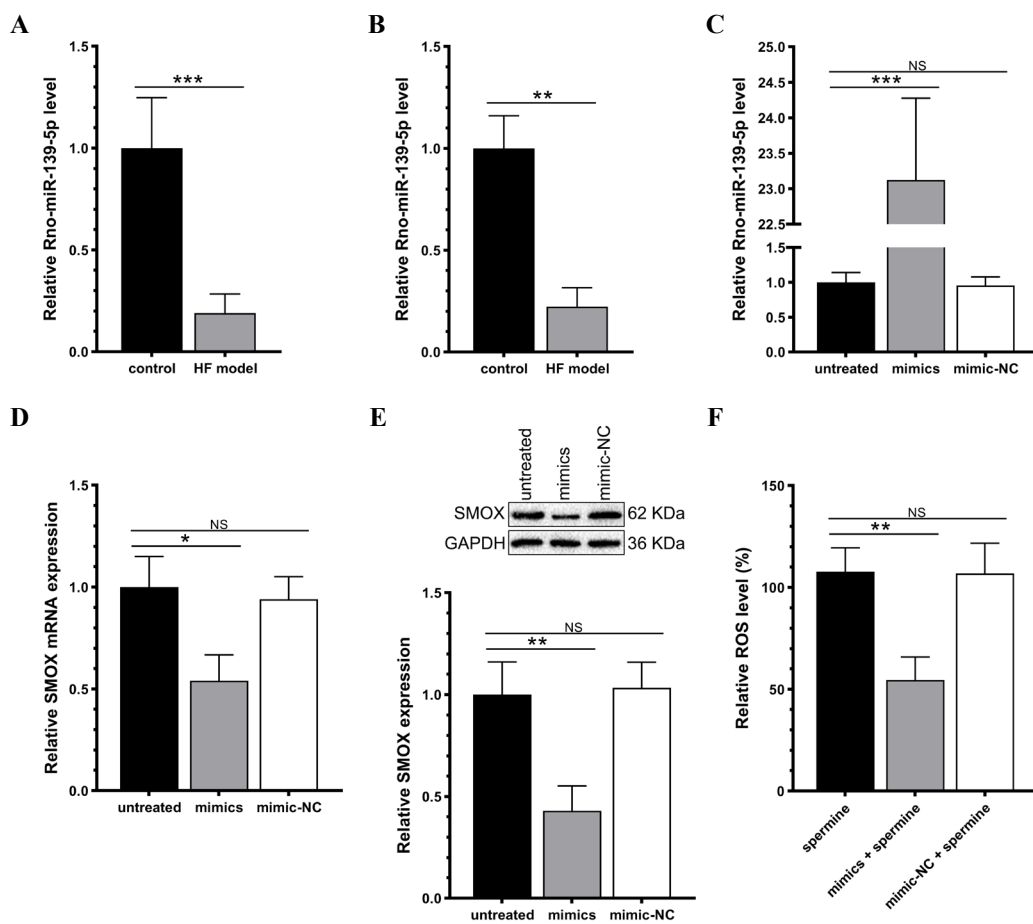 A
Relative Rno-miR-139-5p level
1.5
1.0
0.5
0.0
***
control
HF model
B
Relative Rno-miR-139-5p level
1.5
1.0
0.5
0.0
**
control
HF model
C
Relative Rno-miR-139-5p level
25.0
24.5
24.0
23.5
23.0
22.5
1.5
1.0
0.5
0.0
NS
***
untreated
mimics
mimic-NC
D
Relative SMOX mRNA expression
1.5
1.0
0.5
0.0
NS
*
untreated
mimics
mimic-NC
E
untreated
mimics
mimic-NC
SMOX
62 KDa
GAPDH
36 KDa
Relative SMOX expression
1.5
1.0
0.5
0.0
NS
**
untreated
mimics
mimic-NC
F
Relative ROS level (%)
150
100
50
0
NS
**
spermine
mimics + spermine
mimic-NC + spermine